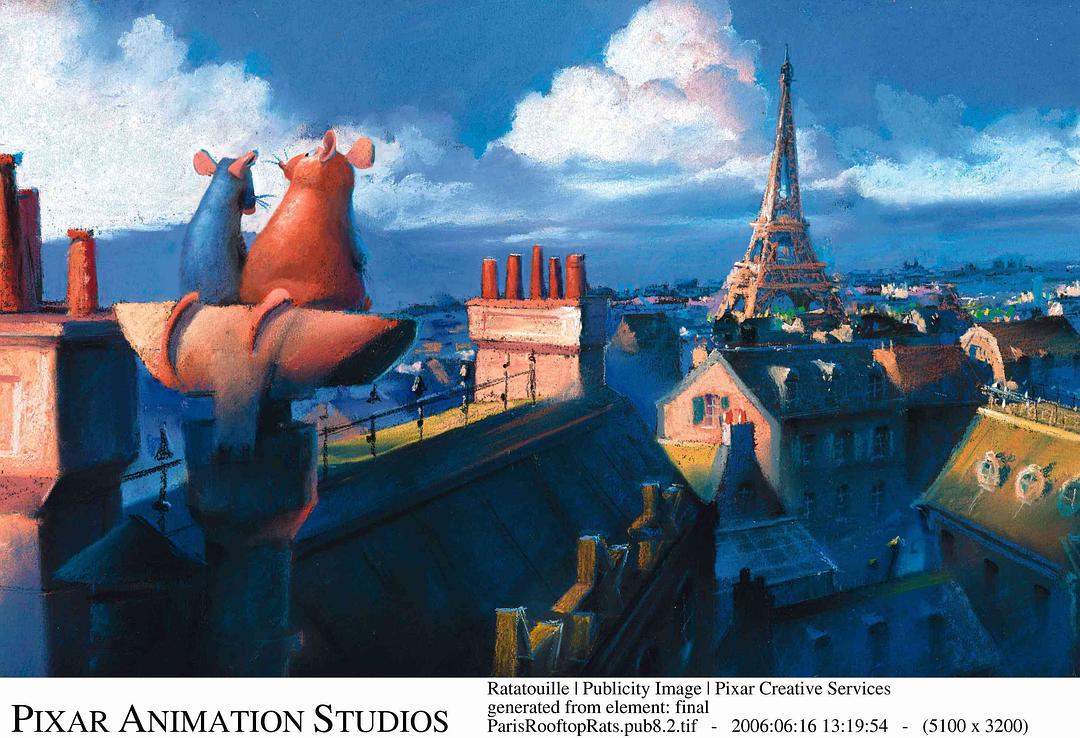 PIXAR ANIMATION STUDIOS
Ratatouille | Publicity Image | Pixar Creative Services
generated from element: final
ParisRooftopRats.pub8.2.tif - 2006:06:16 13:19:54 - (5100 x 3200)